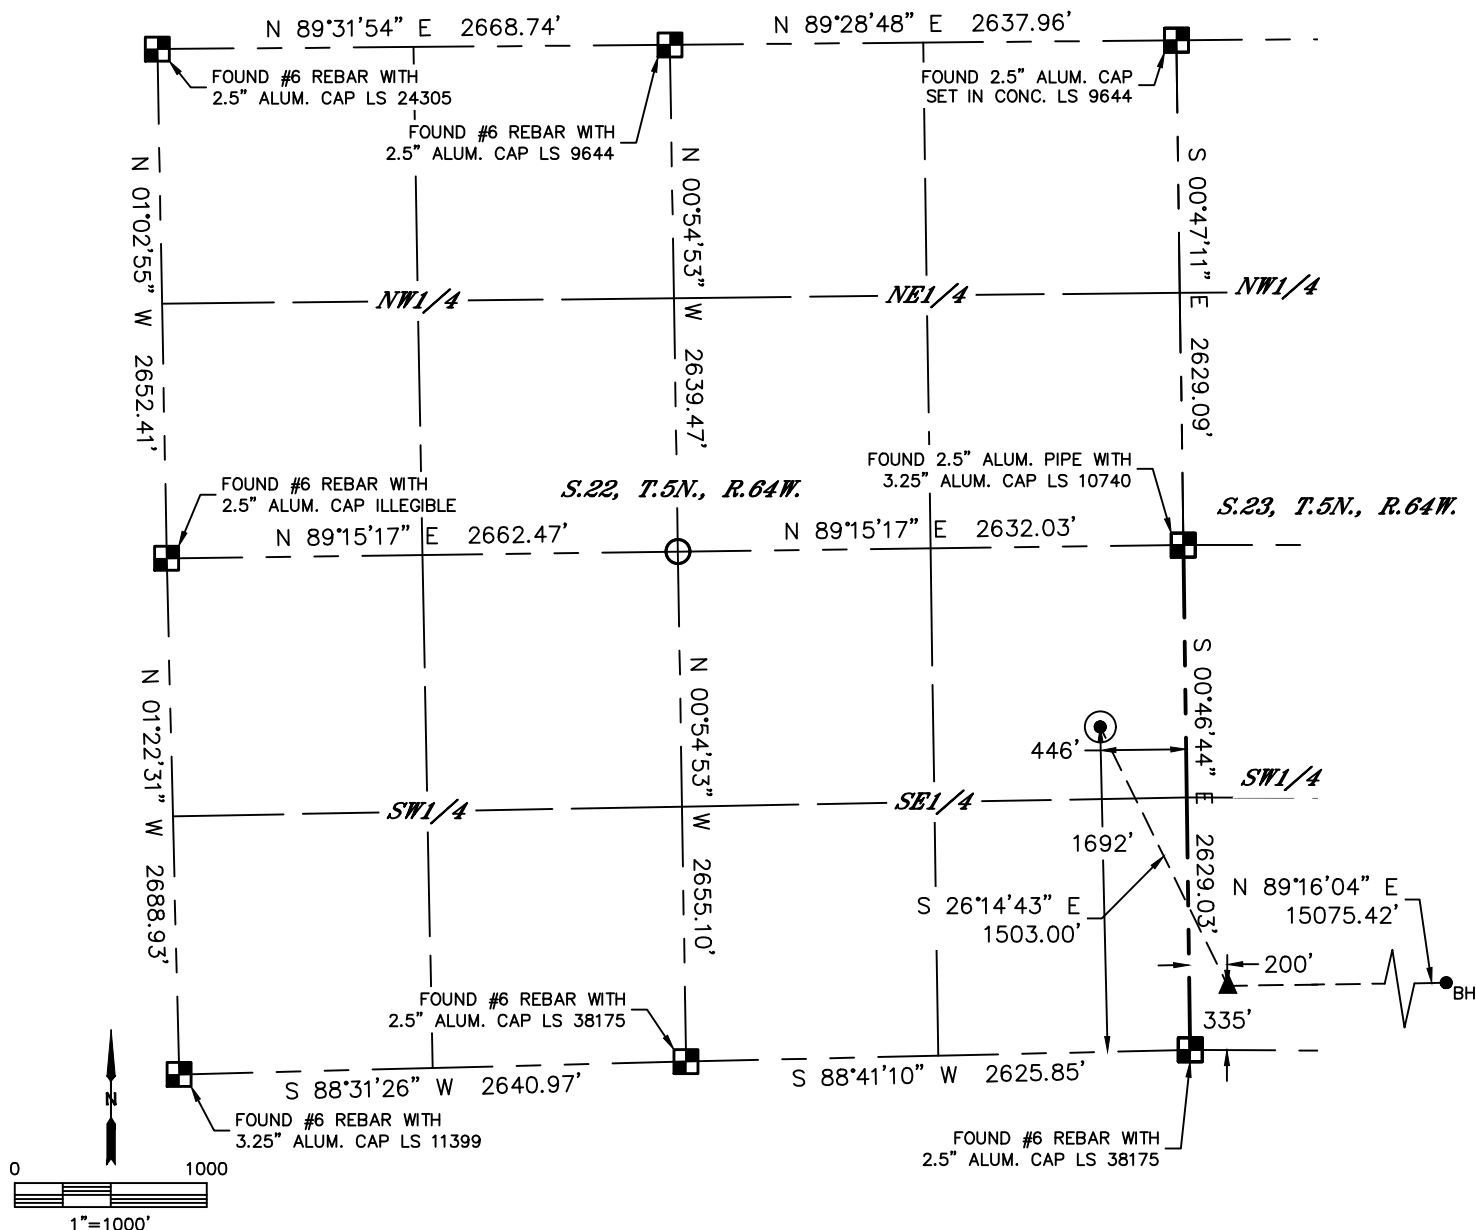 N 89°31'54" E 2668.74'
N 89°28'48" E 2637.96'
FOUND #6 REBAR WITH
2.5" ALUM. CAP LS 24305
FOUND 2.5" ALUM. CAP
SET IN CONC. LS 9644
FOUND #6 REBAR WITH
2.5" ALUM. CAP LS 9644
N 01°02'55" W 2652.41'
N 00°54'53" W 2639.47'
S 00°47'11" E 2629.09'
NW1/4
NE1/4
NW1/4
FOUND #6 REBAR WITH
2.5" ALUM. CAP ILLEGIBLE
S.22, T.5N., R.64W.
FOUND 2.5" ALUM. PIPE WITH
3.25" ALUM. CAP LS 10740
S.23, T.5N., R.64W.
N 89°15'17" E 2662.47'
N 89°15'17" E 2632.03'
N 01°22'31" W 2688.93'
N 00°54'53" W 2655.10'
S 00°46'44" E 2629.03'
446'
SW1/4
SE1/4
SW1/4
1692'
S 26°14'43" E
1503.00'
N 89°16'04" E
15075.42'
200'
BH
335'
FOUND #6 REBAR WITH
2.5" ALUM. CAP LS 38175
S 88°31'26" W 2640.97'
S 88°41'10" W 2625.85'
N
FOUND #6 REBAR WITH
3.25" ALUM. CAP LS 11399
FOUND #6 REBAR WITH
2.5" ALUM. CAP LS 38175
0 1000
1"=1000'